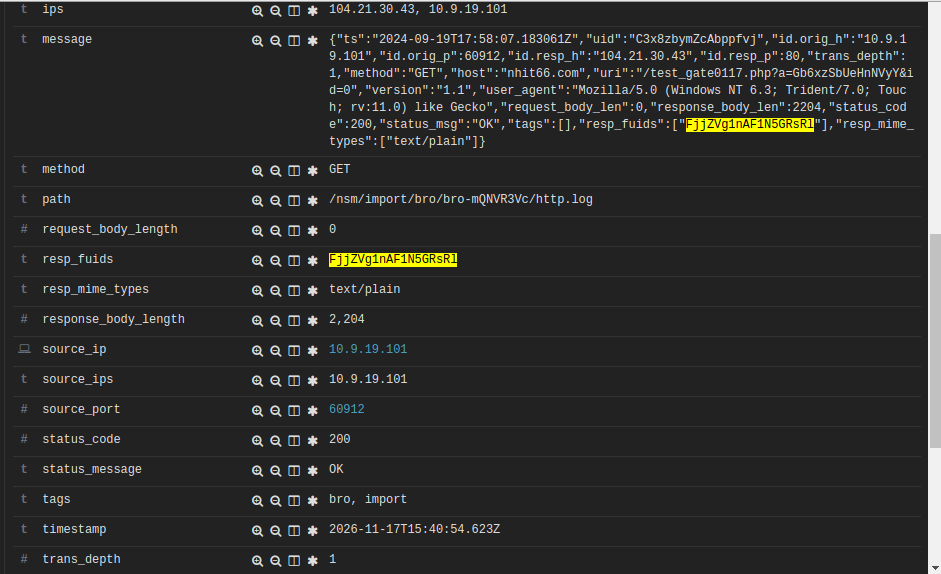 t ips 104.21.30.43, 10.9.19.101
t message {"ts":"2024-09-19T17:58:07.183061Z","uid":"C3x8zbymZcAbppfvj","id.orig_h":"10.9.1
9.101","id.orig_p":60912,"id.resp_h":"104.21.30.43","id.resp_p":80,"trans_depth":
1,"method":"GET","host":"nhit66.com","uri":"/test_gate0117.php?a=Gb6xzSbUeHnNVyY&i
d=0","version":"1.1","user_agent":"Mozilla/5.0 (Windows NT 6.3; Trident/7.0; Touc
h; rv:11.0) like Gecko","request_body_len":0,"response_body_len":2204,"status_cod
e":200,"status_msg":"OK","tags":[],"resp_fuids":["FjjZVg1nAF1N5GRsRl"],"resp_mime_
types":["text/plain"]}
t method GET
t path /nsm/import/bro/bro-mQNVR3Vc/http.log
# request_body_length 0
t resp_fuids FjjZVg1nAF1N5GRsRl
t resp_mime_types text/plain
# response_body_length 2,204
source_ip 10.9.19.101
t source_ips 10.9.19.101
# source_port 60912
# status_code 200
t status_message OK
t tags bro, import
t timestamp 2026-11-17T15:40:54.623Z
# trans_depth 1